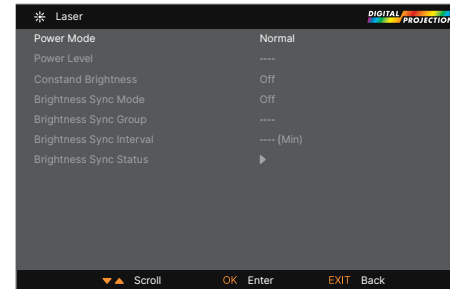 Laser
DIGITAL PROJECTION
Power Mode Normal
Power Level ----
Constand Brightness Off
Brightness Sync Mode Off
Brightness Sync Group ----
Brightness Sync Interval ---- (Min)
Brightness Sync Status
Scroll OK Enter EXIT Back